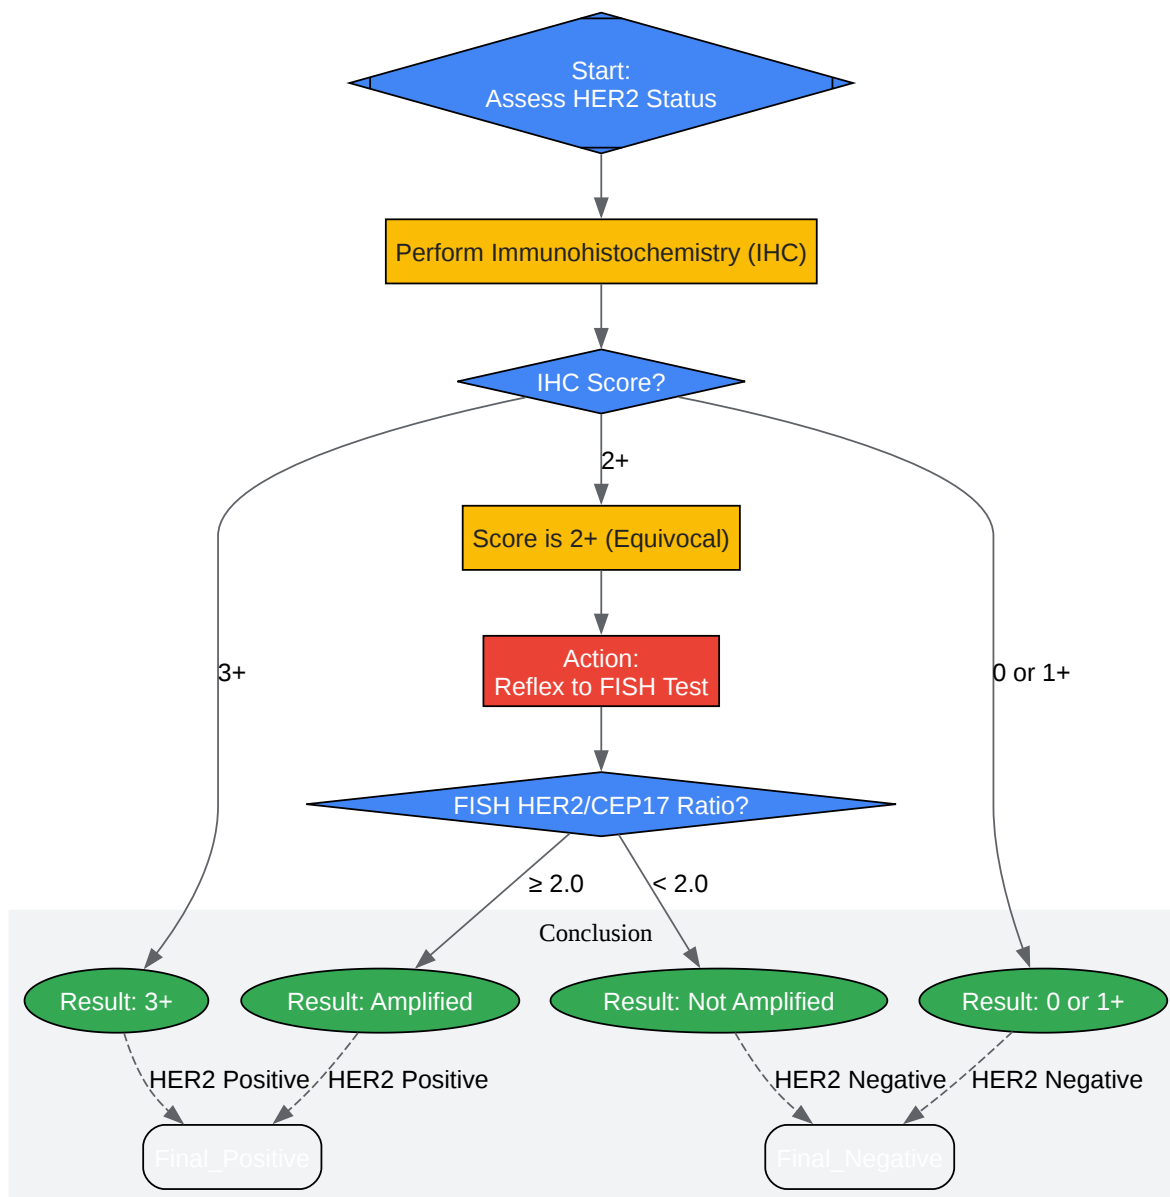 Start:
Assess HER2 Status
Perform Immunohistochemistry (IHC)
IHC Score?
2+
Score is 2+ (Equivocal)
Action:
Reflex to FISH Test
3+
0 or 1+
FISH HER2/CEP17 Ratio?
≥ 2.0
< 2.0
Conclusion
Result: 3+
Result: Amplified
Result: Not Amplified
Result: 0 or 1+
HER2 Positive
HER2 Positive
HER2 Negative
HER2 Negative
Final_Positive
Final_Negative